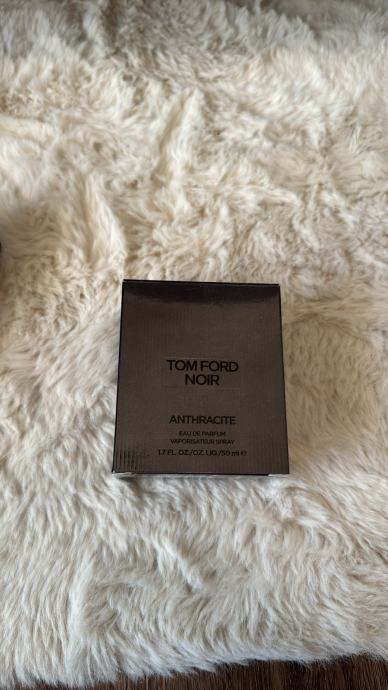 TOM FORD
NOIR
ANTHRACITE
EAU DE PARFUM
VAPORISATEUR SPRAY
1.7 FL. OZ./OZ. LIQ./50 ml ℮